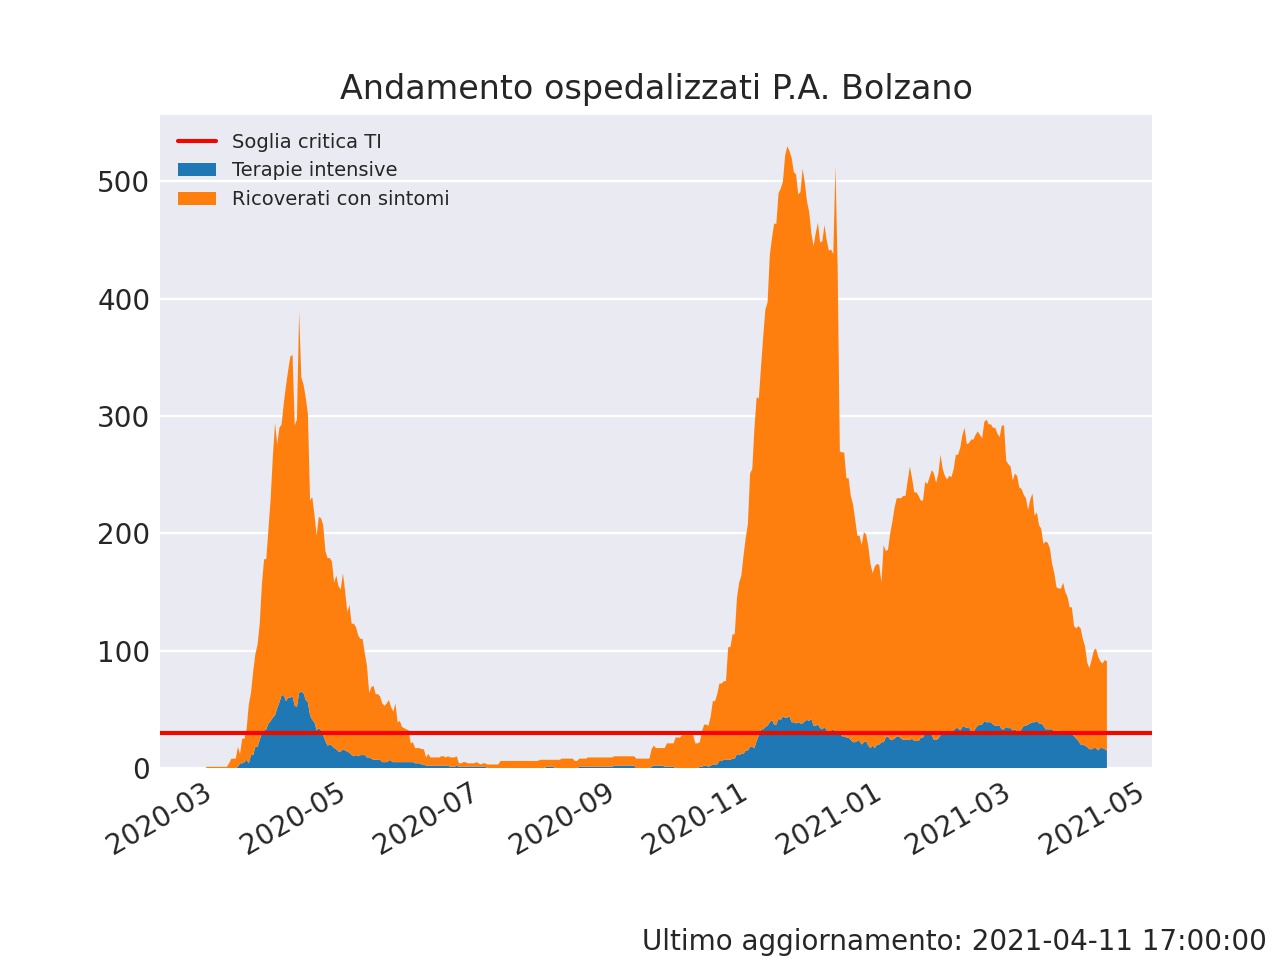 Andamento ospedalizzati P.A. Bolzano
Soglia critica TI
Terapie intensive
Ricoverati con sintomi
500
400
300
200
100
0
2020-03
2020-05
2020-07
2020-09
2020-11
2021-01
2021-03
2021-05
Ultimo aggiornamento: 2021-04-11 17:00:00